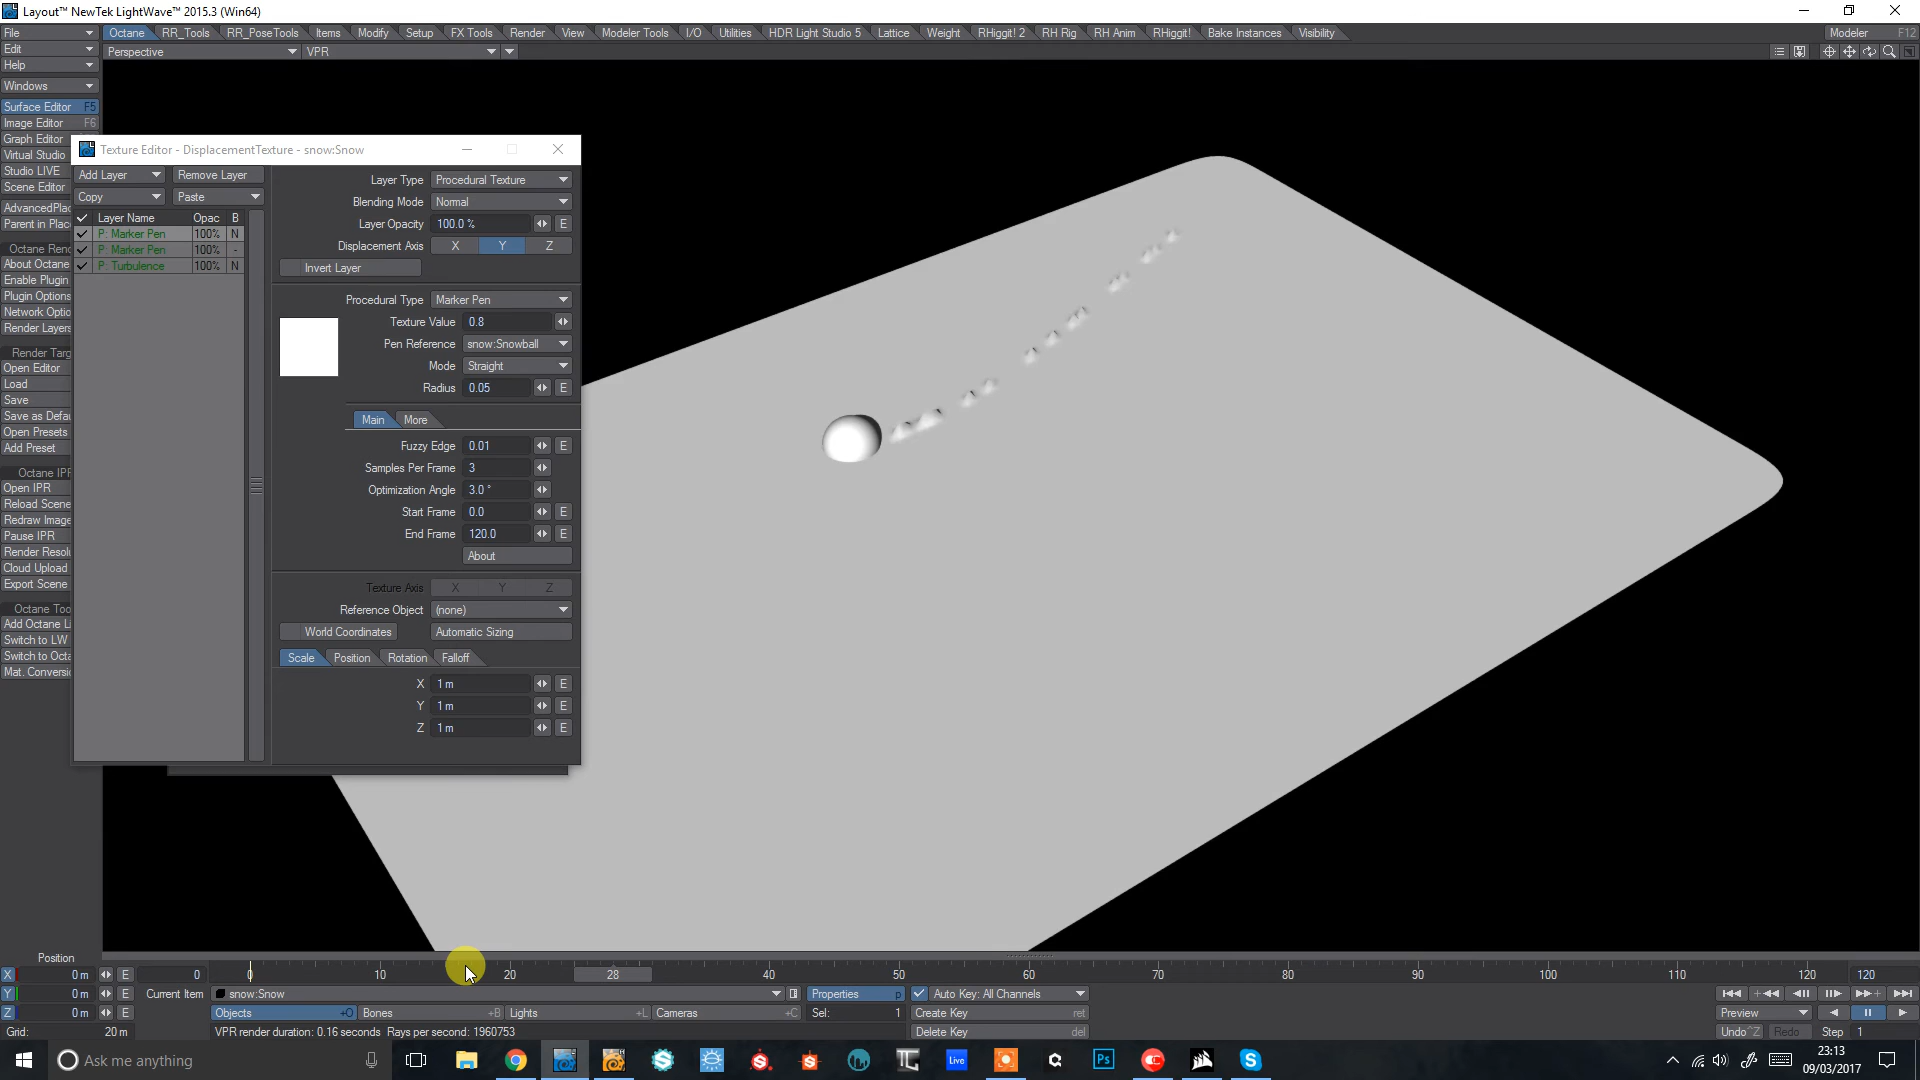 Layout™ NewTek LightWave™ 2015.3 (Win64)
File Octane RR_Tools RR_PoseTools Items Modify Setup FX Tools Render View Modeler Tools I/O Utilities HDR Light Studio 5 Lattice Weight RHiggit! 2 RH Rig RH Anim RHiggit! Bake Instances Visibility Modeler F12
Edit Perspective VPR
Help
Windows
Surface Editor F5
Image Editor F6
Graph Editor
Virtual Studio
Studio LIVE
Scene Editor
AdvancedPlac
Parent in Plac
Octane Renc
About Octane
Enable Plugin
Plugin Options
Network Optio
Render Layers
Render Targ
Open Editor
Load
Save
Save as Defau
Open Presets
Add Preset
Octane IPF
Open IPR
Reload Scene
Redraw Image
Pause IPR
Render Resolu
Cloud Upload
Export Scene
Octane Too
Add Octane Li
Switch to LW
Switch to Octa
Mat. Conversio
Texture Editor - DisplacementTexture - snow:Snow
Add Layer Remove Layer
Copy Paste
Layer Name Opac B
P: Marker Pen 100% N
P: Marker Pen 100% -
P: Turbulence 100% N
Layer Type Procedural Texture
Blending Mode Normal
Layer Opacity 100.0 % E
Displacement Axis X Y Z
Invert Layer
Procedural Type Marker Pen
Texture Value 0.8
Pen Reference snow:Snowball
Mode Straight
Radius 0.05 E
Main More
Fuzzy Edge 0.01 E
Samples Per Frame 3
Optimization Angle 3.0 °
Start Frame 0.0 E
End Frame 120.0 E
About
Texture Axis X Y Z
Reference Object (none)
World Coordinates Automatic Sizing
Scale Position Rotation Falloff
X 1 m E
Y 1 m E
Z 1 m E
Position
X 0 m E 0 0 10 20 28 40 50 60 70 80 90 100 110 120 120
Y 0 m E Current Item snow:Snow Properties p Auto Key: All Channels
Z 0 m E Objects +O Bones +B Lights +L Cameras +C Sel: 1 Create Key ret Preview
Grid: 20 m VPR render duration: 0.16 seconds Rays per second: 1960753 Delete Key del Undo ^Z Redo Step 1
Ask me anything
Live
Ps
23:13
09/03/2017